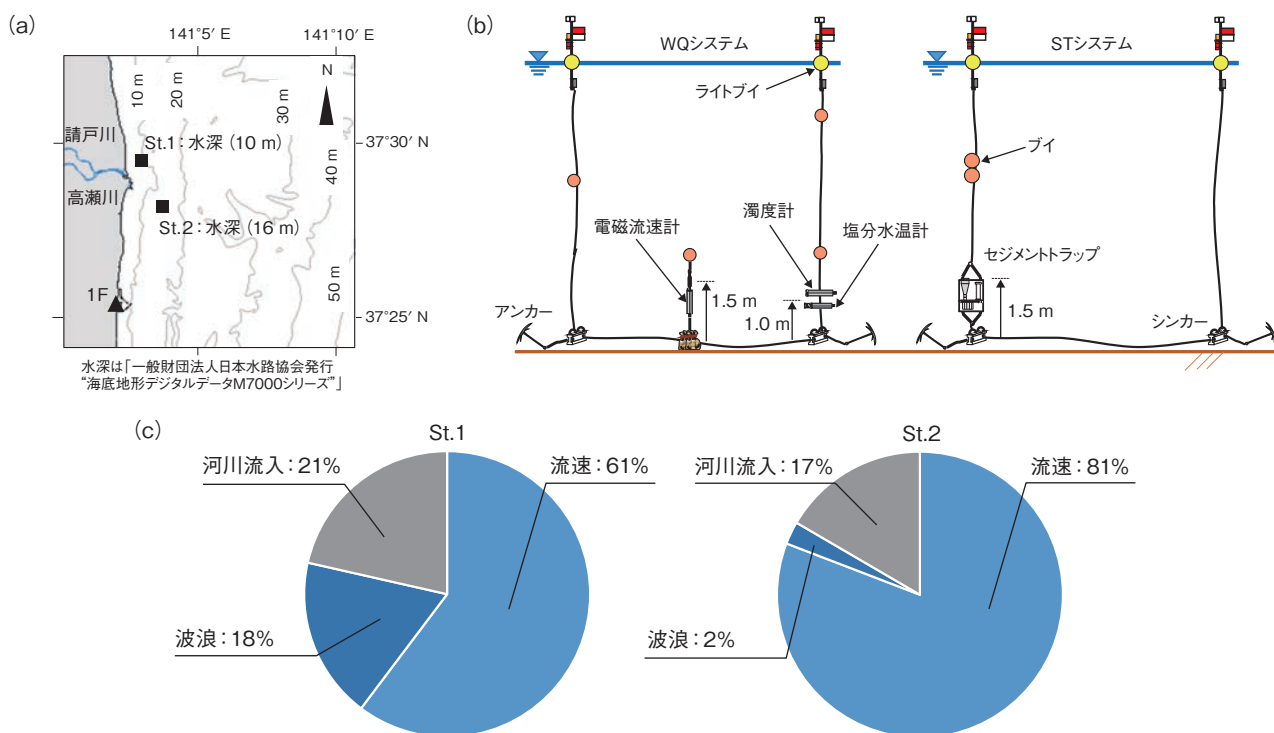 (a)
141°5′ E
141°10′ E
N
10 m
20 m
30 m
40 m
50 m
請戸川
高瀬川
St.1：水深 (10 m)
St.2：水深 (16 m)
1F
37°30′ N
37°25′ N
水深は「一般財団法人日本水路協会発行
“海底地形デジタルデータM7000シリーズ”」
(b)
WQシステム
STシステム
ライトブイ
ブイ
電磁流速計
濁度計
塩分水温計
セジメントトラップ
アンカー
1.5 m
1.0 m
1.5 m
シンカー
(c)
St.1
河川流入：21%
流速：61%
波浪：18%
St.2
河川流入：17%
流速：81%
波浪：2%